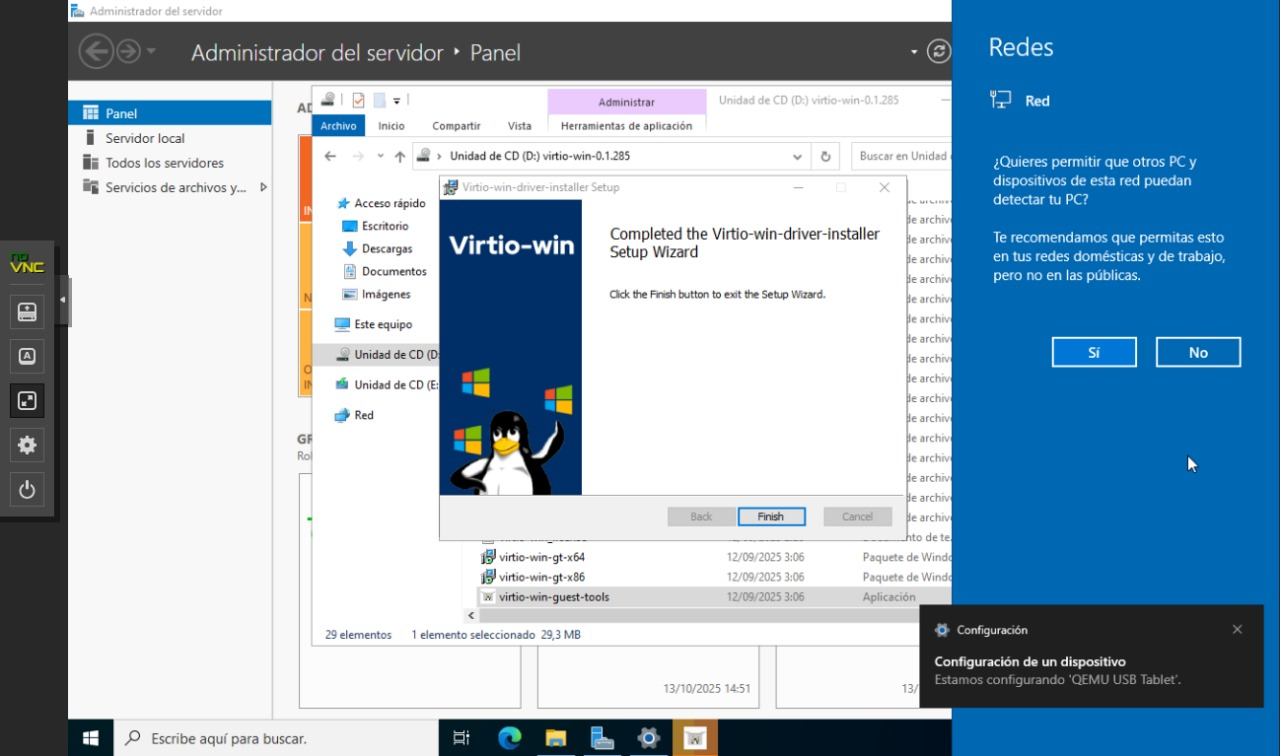 Administrador del servidor
Administrador del servidor ‣ Panel
Panel
Servidor local
Todos los servidores
Servicios de archivos y...
Administrar
Unidad de CD (D:) virtio-win-0.1.285
Archivo
Inicio
Compartir
Vista
Herramientas de aplicación
Unidad de CD (D:) virtio-win-0.1.285
Buscar en Unidad
Acceso rápido
Escritorio
Descargas
Documentos
Imágenes
Este equipo
Unidad de CD (D:
Unidad de CD (E:
Red
Virtio-win-driver-installer Setup
Virtio-win
Completed the Virtio-win-driver-installer
Setup Wizard
Click the Finish button to exit the Setup Wizard.
Back
Finish
Cancel
virtio-win-gt-x64 12/09/2025 3:06 Paquete de Windo
virtio-win-gt-x86 12/09/2025 3:06 Paquete de Windo
virtio-win-guest-tools 12/09/2025 3:06 Aplicación
29 elementos 1 elemento seleccionado 29,3 MB
13/10/2025 14:51
13/
noVNC
Redes
Red
¿Quieres permitir que otros PC y
dispositivos de esta red puedan
detectar tu PC?
Te recomendamos que permitas esto
en tus redes domésticas y de trabajo,
pero no en las públicas.
Sí
No
Configuración
Configuración de un dispositivo
Estamos configurando 'QEMU USB Tablet'.
Escribe aquí para buscar.